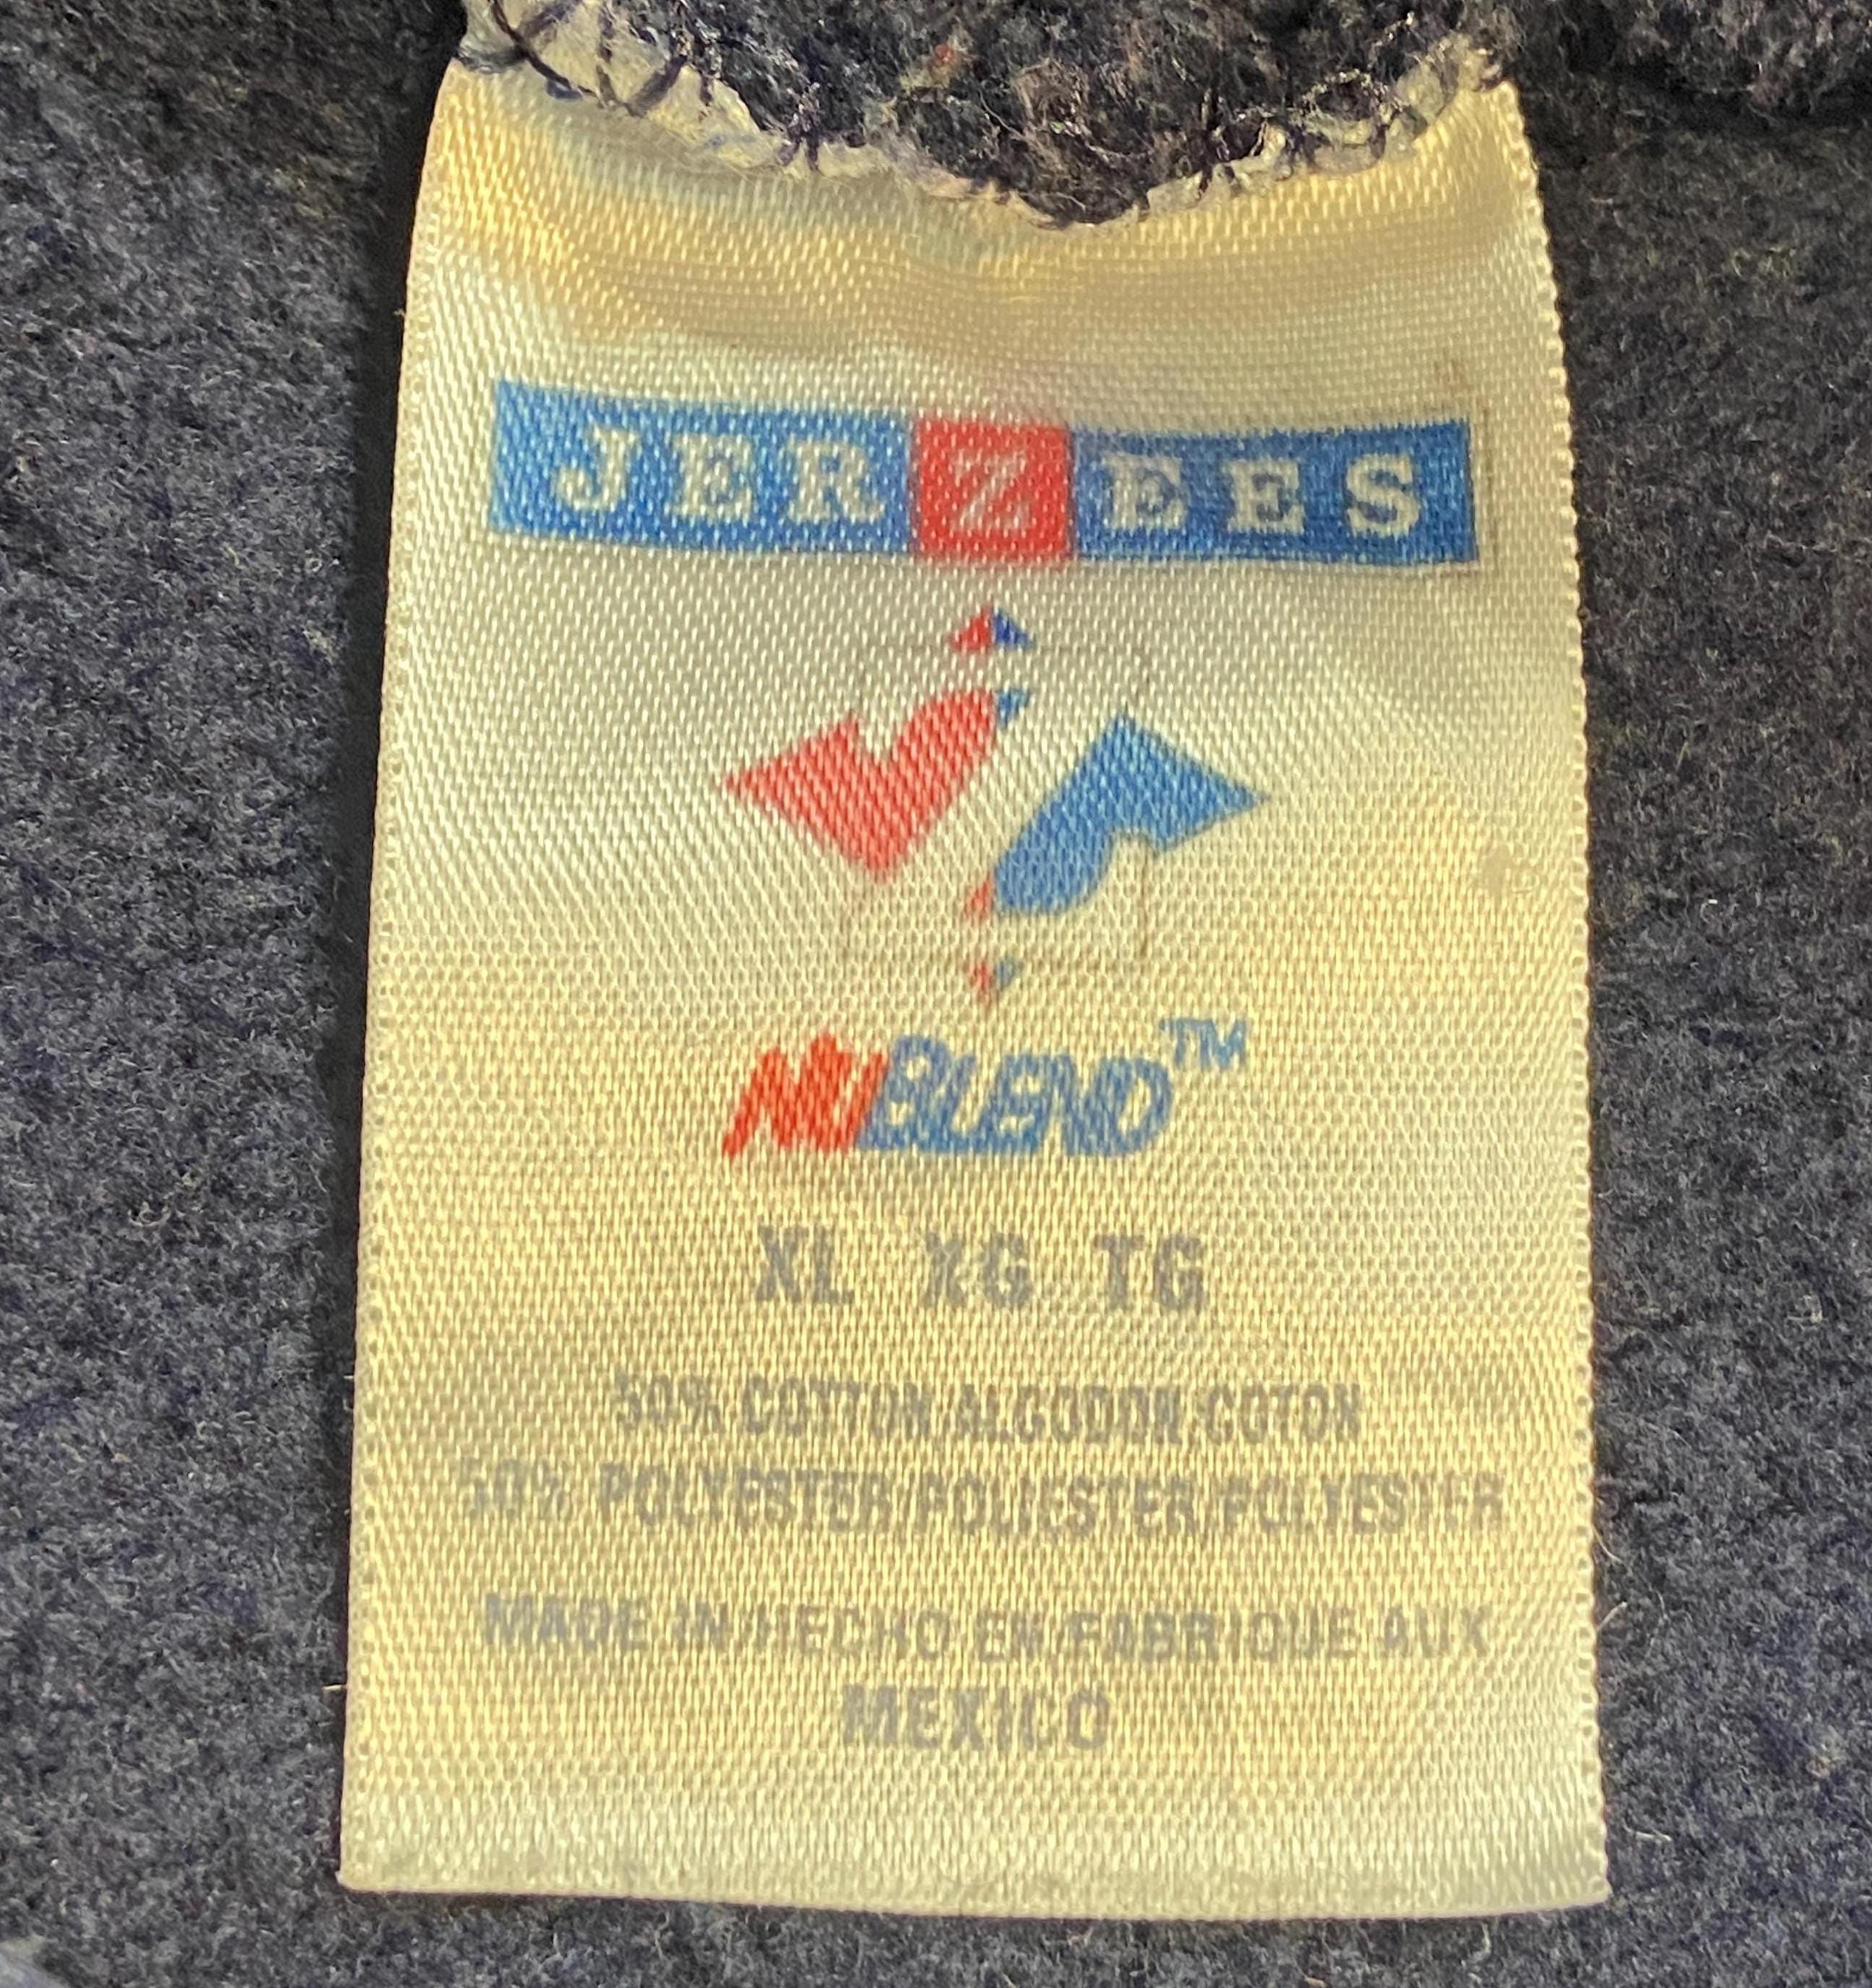 JERZEES
NUBLEND™
XL XG TG
50% COTTON/ALGODON/COTON
50% POLYESTER/POLIESTER/POLYESTER
MADE IN/HECHO EN/FABRIQUE AUX
MEXICO